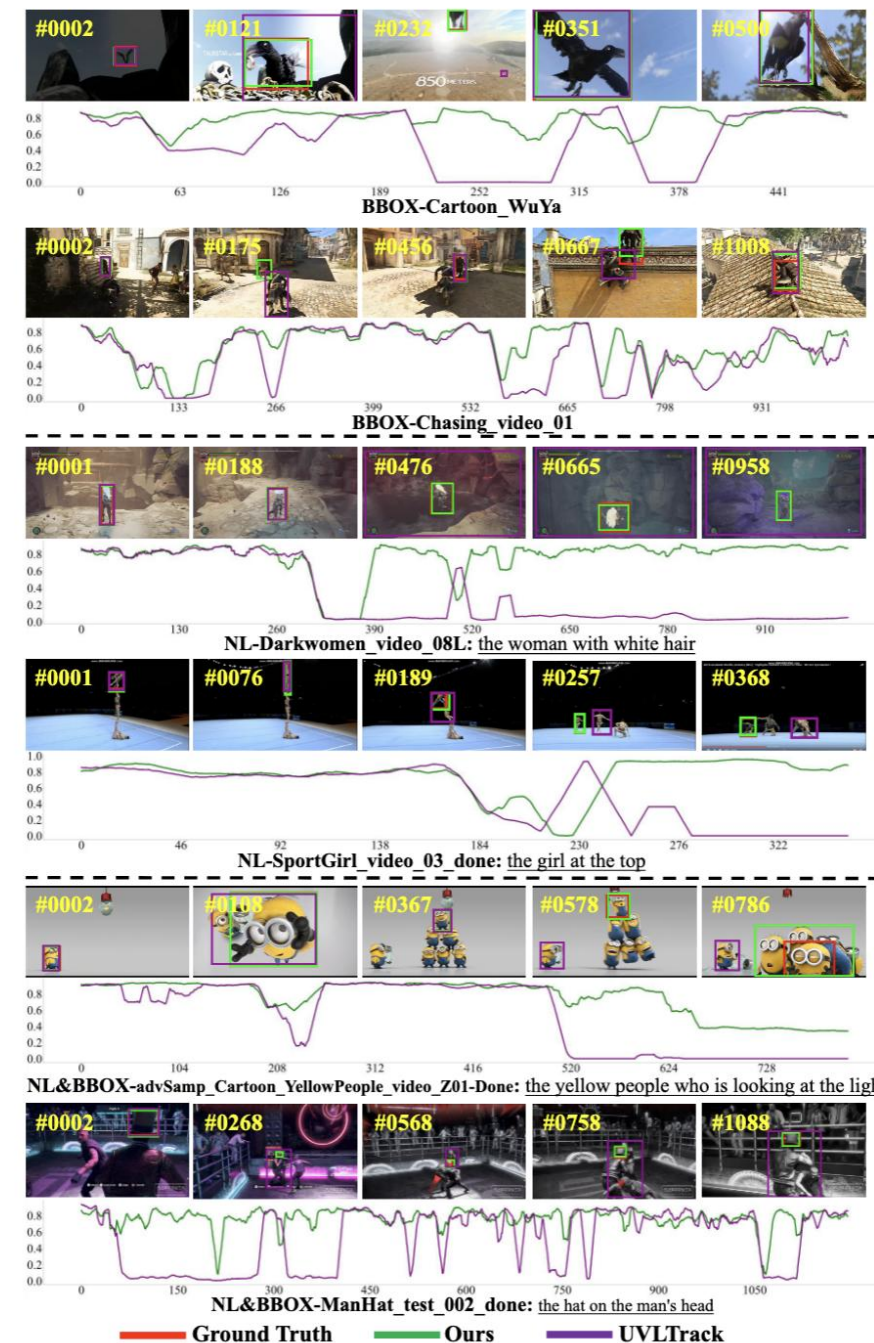 #0002 #0121 #0232 #0351 #0500
850 METERS
0.8
0.6
0.4
0.2
0.0
0 63 126 189 252 315 378 441
BBOX-Cartoon_WuYa
#0002 #0175 #0456 #0667 #1008
0.8
0.6
0.4
0.2
0.0
0 133 266 399 532 665 798 931
BBOX-Chasing_video_01
#0001 #0188 #0476 #0665 #0958
0.8
0.6
0.4
0.2
0.0
0 130 260 390 520 650 780 910
NL-Darkwomen_video_08L: the woman with white hair
#0001 #0076 #0189 #0257 #0368
1.0
0.8
0.6
0.4
0.2
0.0
0 46 92 138 184 230 276 322
NL-SportGirl_video_03_done: the girl at the top
#0002 #0108 #0367 #0578 #0786
0.8
0.6
0.4
0.2
0.0
0 104 208 312 416 520 624 728
NL&BBOX-advSamp_Cartoon_YellowPeople_video_Z01-Done: the yellow people who is looking at the ligh
#0002 #0268 #0568 #0758 #1088
0.8
0.6
0.4
0.2
0.0
0 150 300 450 600 750 900 1050
NL&BBOX-ManHat_test_002_done: the hat on the man's head
Ground Truth Ours UVLTrack